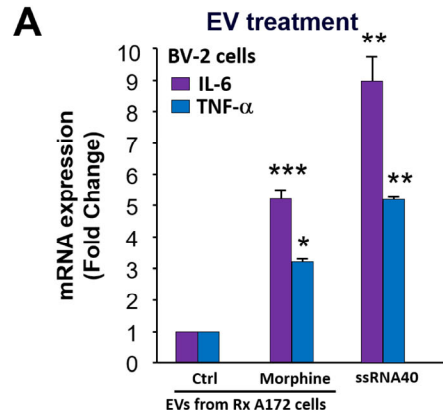 A
EV treatment
BV-2 cells
IL-6
TNF-α
mRNA expression
(Fold Change)
10
9
8
7
6
5
4
3
2
1
0
***
*
**
**
Ctrl
Morphine
ssRNA40
EVs from Rx A172 cells